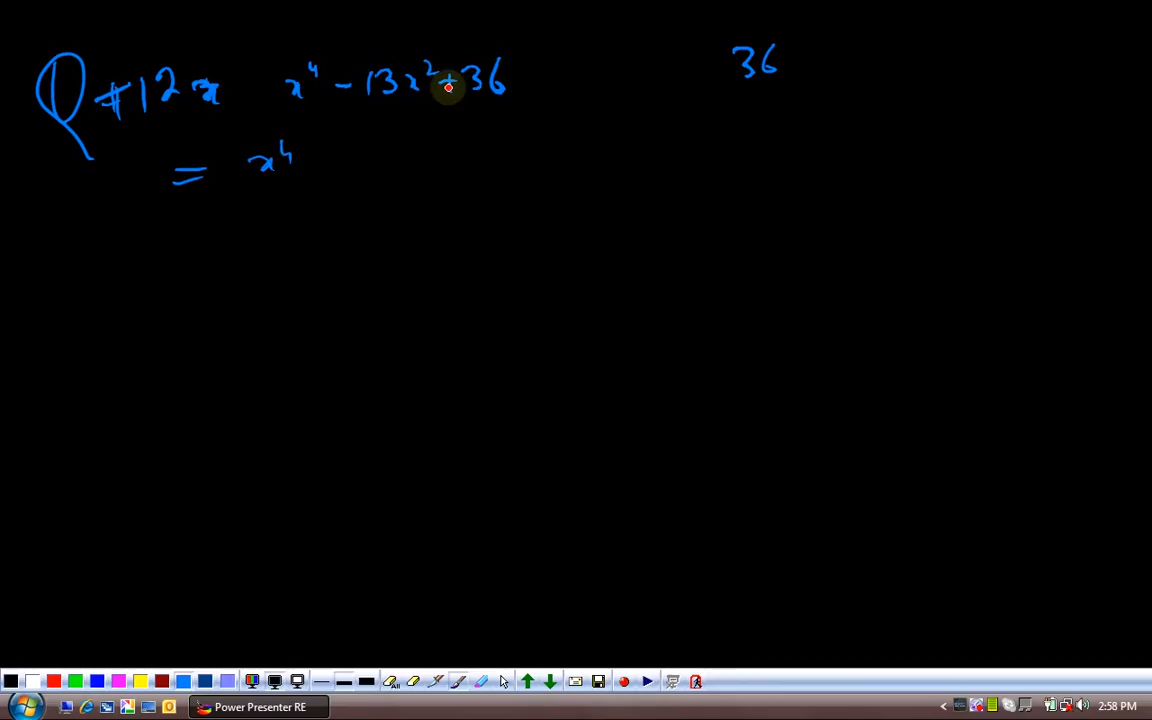 Q #12 x⁴ - 13x² + 36 36
= x⁴
Power Presenter RE
2:58 PM